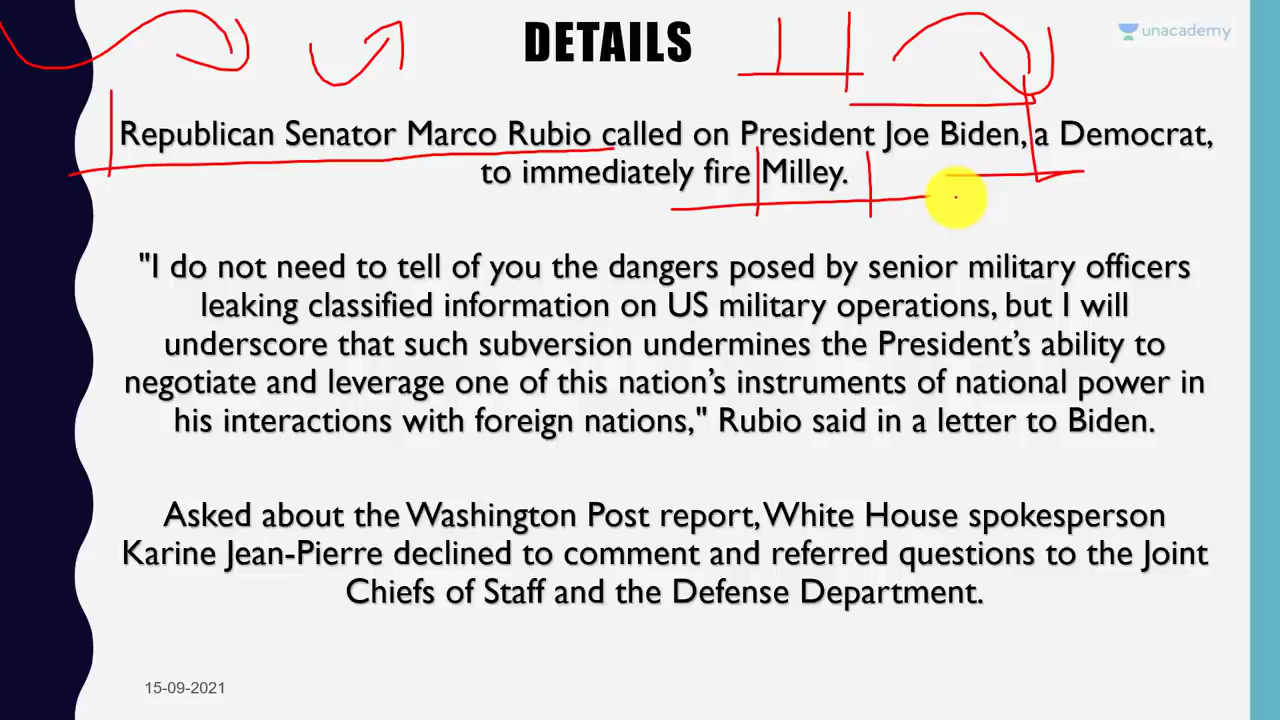 DETAILS
unacademy
Republican Senator Marco Rubio called on President Joe Biden, a Democrat,
to immediately fire Milley.
"I do not need to tell of you the dangers posed by senior military officers
leaking classified information on US military operations, but I will
underscore that such subversion undermines the President’s ability to
negotiate and leverage one of this nation’s instruments of national power in
his interactions with foreign nations," Rubio said in a letter to Biden.
Asked about the Washington Post report, White House spokesperson
Karine Jean-Pierre declined to comment and referred questions to the Joint
Chiefs of Staff and the Defense Department.
15-09-2021